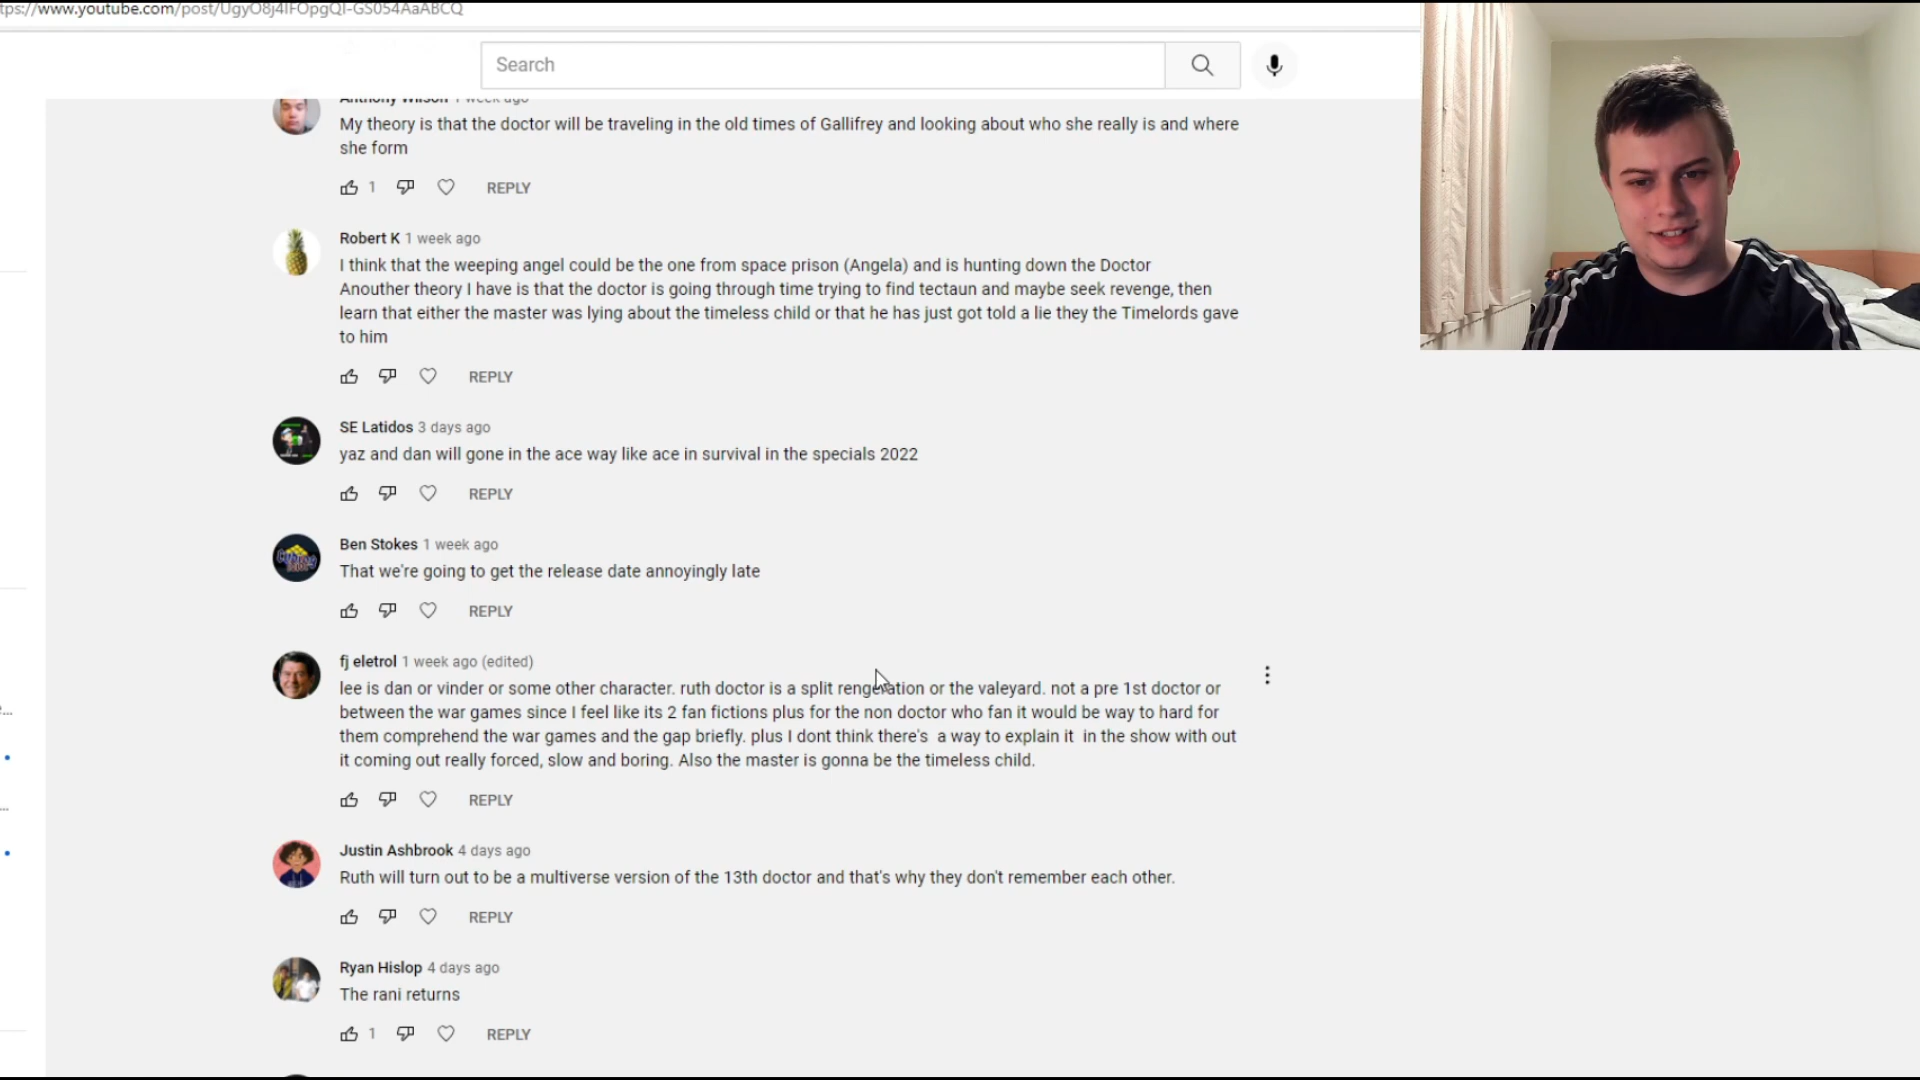 tps://www.youtube.com/post/UgyO8j4lFOpgQI-GS054AaABCQ
Search
Anthony Wilson 1 week ago
My theory is that the doctor will be traveling in the old times of Gallifrey and looking about who she really is and where
she form
1 REPLY
Robert K 1 week ago
I think that the weeping angel could be the one from space prison (Angela) and is hunting down the Doctor
Anouther theory I have is that the doctor is going through time trying to find tectaun and maybe seek revenge, then
learn that either the master was lying about the timeless child or that he has just got told a lie they the Timelords gave
to him
REPLY
SE Latidos 3 days ago
yaz and dan will gone in the ace way like ace in survival in the specials 2022
REPLY
Ben Stokes 1 week ago
That we're going to get the release date annoyingly late
REPLY
fj eletrol 1 week ago (edited)
lee is dan or vinder or some other character. ruth doctor is a split rengeration or the valeyard. not a pre 1st doctor or
between the war games since I feel like its 2 fan fictions plus for the non doctor who fan it would be way to hard for
them comprehend the war games and the gap briefly. plus I dont think there's a way to explain it in the show with out
it coming out really forced, slow and boring. Also the master is gonna be the timeless child.
REPLY
Justin Ashbrook 4 days ago
Ruth will turn out to be a multiverse version of the 13th doctor and that's why they don't remember each other.
REPLY
Ryan Hislop 4 days ago
The rani returns
1 REPLY